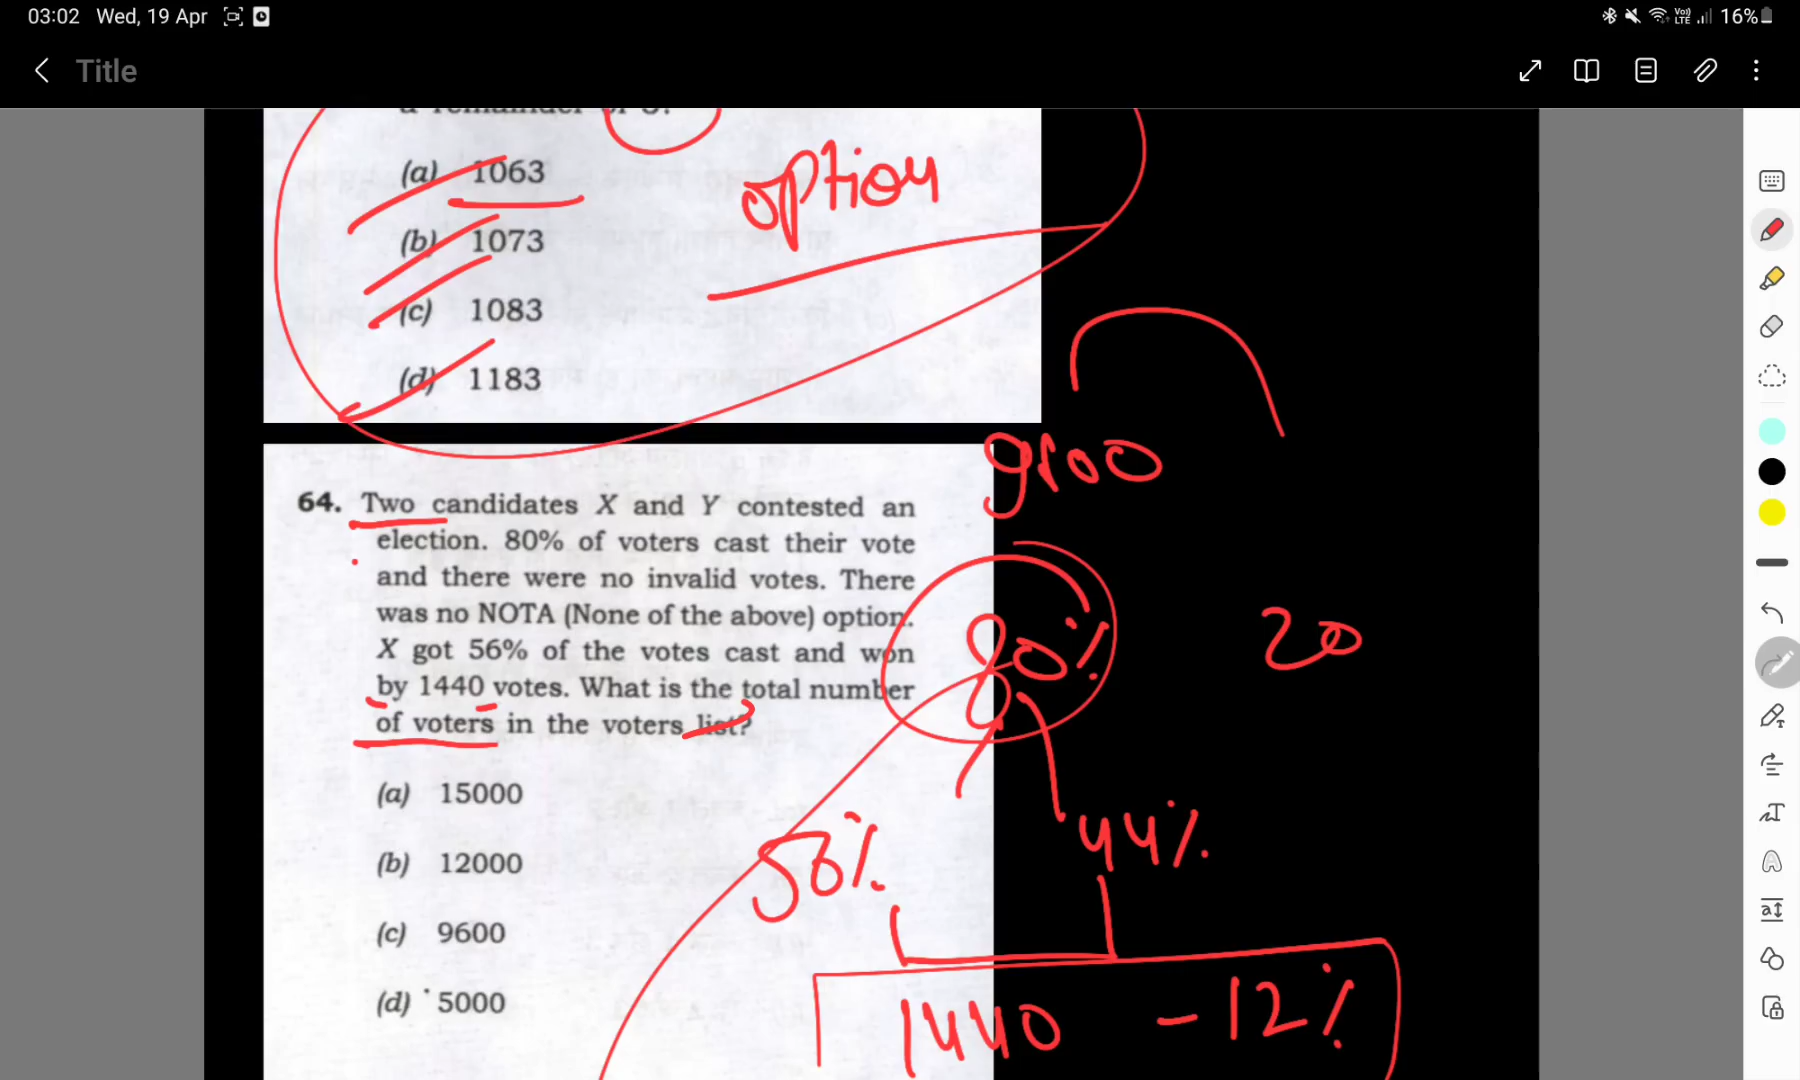 03:02 Wed, 19 Apr
16%
Title
(a) 1063
(b) 1073
(c) 1083
(d) 1183
option
64. Two candidates X and Y contested an
election. 80% of voters cast their vote
and there were no invalid votes. There
was no NOTA (None of the above) option.
X got 56% of the votes cast and won
by 1440 votes. What is the total number
of voters in the voters list?
(a) 15000
(b) 12000
(c) 9600
(d) 5000
80%
20
56%
44%
1440 - 12%